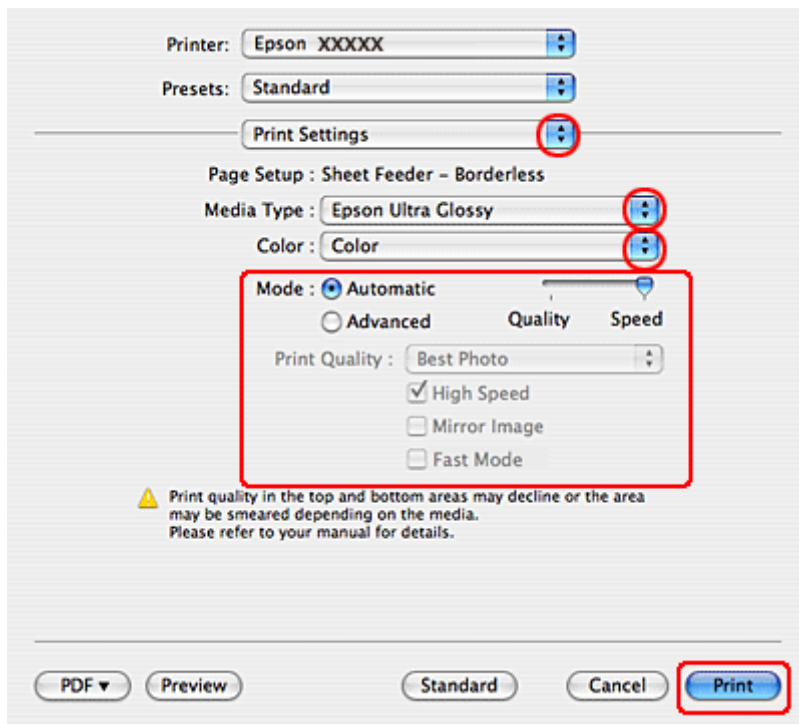 Printer: Epson XXXXX
Presets: Standard
Print Settings
Page Setup : Sheet Feeder – Borderless
Media Type : Epson Ultra Glossy
Color : Color
Mode : Automatic
Advanced
Quality Speed
Print Quality : Best Photo
High Speed
Mirror Image
Fast Mode
Print quality in the top and bottom areas may decline or the area
may be smeared depending on the media.
Please refer to your manual for details.
PDF Preview Standard Cancel Print